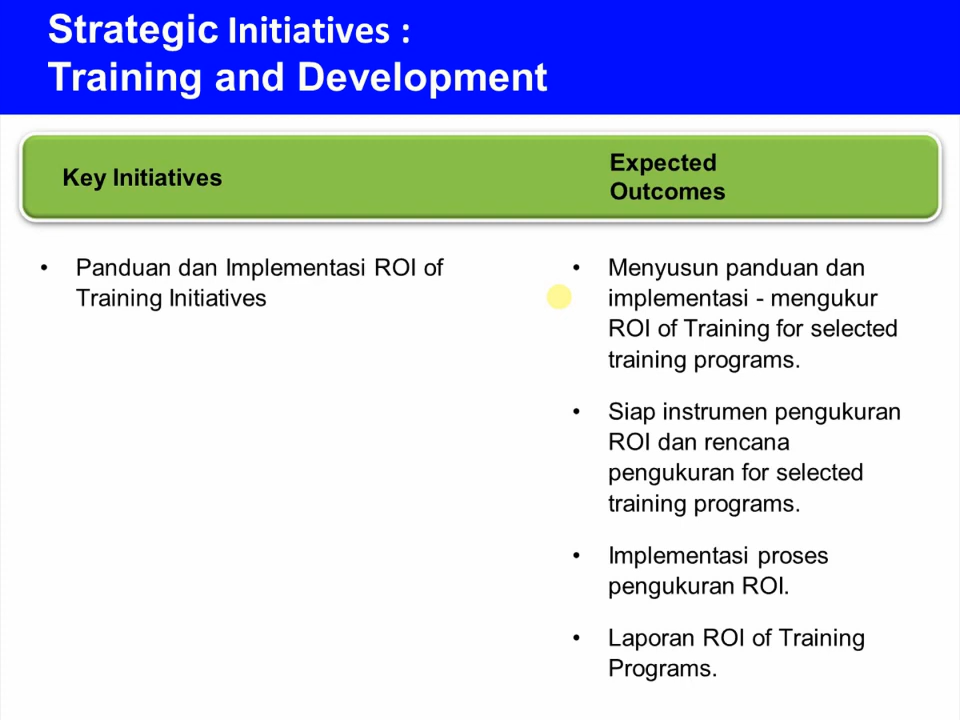 Strategic Initiatives :
Training and Development
Key Initiatives
Expected
Outcomes
• Panduan dan Implementasi ROI of
Training Initiatives
• Menyusun panduan dan
implementasi - mengukur
ROI of Training for selected
training programs.
• Siap instrumen pengukuran
ROI dan rencana
pengukuran for selected
training programs.
• Implementasi proses
pengukuran ROI.
• Laporan ROI of Training
Programs.